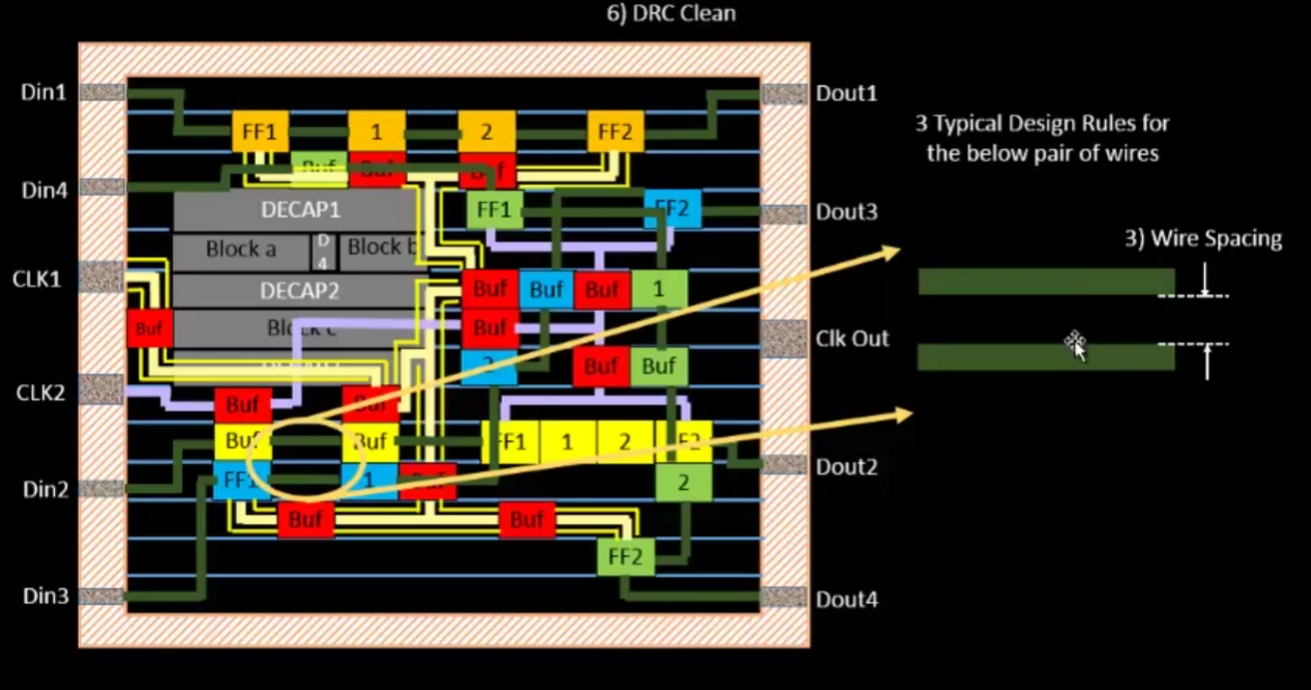 6) DRC Clean
Din1
Dout1
FF1 1 2 FF2
3 Typical Design Rules for
the below pair of wires
Buf Buf Buf
Din4
DECAP1
FF1 FF2
Dout3
Block a
D
4
Block b
3) Wire Spacing
CLK1
DECAP2
Buf Buf Buf 1
Buf
Block c
Buf
Clk Out
2
Buf Buf
CLK2
Buf Buf
Buf Buf FF1 1 2 FF2
Dout2
FF1 1 Buf
2
Din2
Buf Buf
FF2
Din3
Dout4